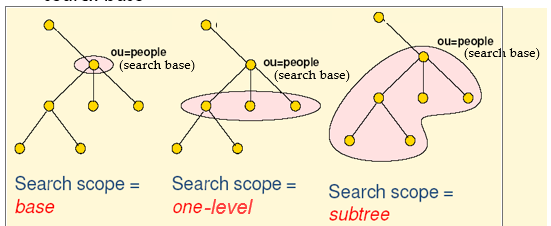 ou=people
(search base)
ou=people
(search base)
ou=people
(search base)
Search scope =
base
Search scope =
one-level
Search scope =
subtree